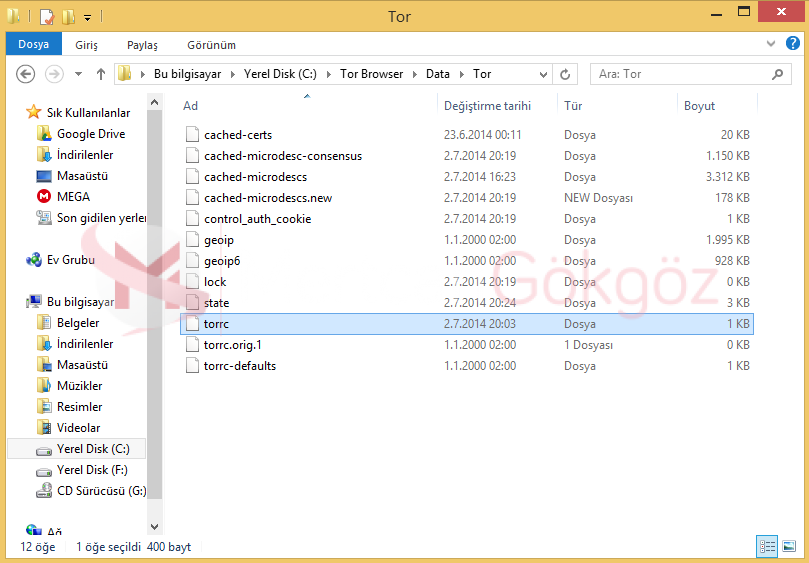 Tor
Dosya Giriş Paylaş Görünüm
Bu bilgisayar Yerel Disk (C:) Tor Browser Data Tor Ara: Tor
Ad Değiştirme tarihi Tür Boyut
Sık Kullanılanlar
Google Drive
İndirilenler
Masaüstü
MEGA
Son gidilen yerler
Ev Grubu
Bu bilgisayar
Belgeler
İndirilenler
Masaüstü
Müzikler
Resimler
Videolar
Yerel Disk (C:)
Yerel Disk (F:)
CD Sürücüsü (G:)
Ağ
cached-certs 23.6.2014 00:11 Dosya 20 KB
cached-microdesc-consensus 2.7.2014 20:19 Dosya 1.150 KB
cached-microdescs 2.7.2014 16:23 Dosya 3.312 KB
cached-microdescs.new 2.7.2014 20:19 NEW Dosyası 178 KB
control_auth_cookie 2.7.2014 20:19 Dosya 1 KB
geoip 1.1.2000 02:00 Dosya 1.995 KB
geoip6 1.1.2000 02:00 Dosya 928 KB
lock 2.7.2014 20:19 Dosya 0 KB
state 2.7.2014 20:24 Dosya 3 KB
torrc 2.7.2014 20:03 Dosya 1 KB
torrc.orig.1 1.1.2000 02:00 1 Dosyası 0 KB
torrc-defaults 1.1.2000 02:00 Dosya 1 KB
M Gökgöz
12 öğe 1 öğe seçildi 400 bayt